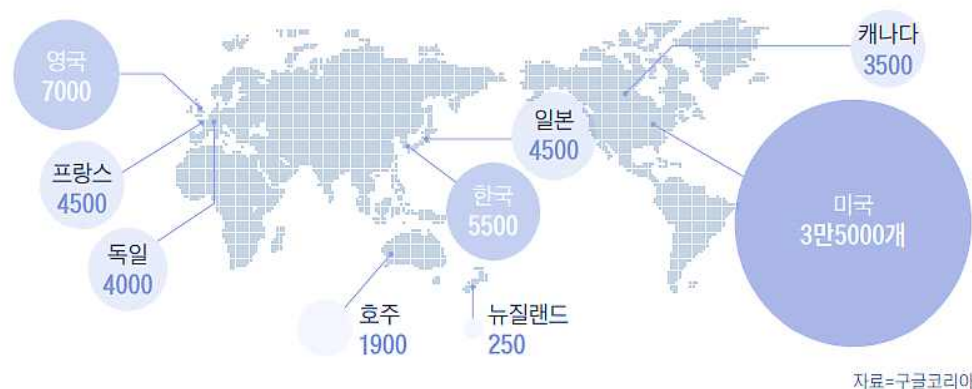 영국
7000
캐나다
3500
일본
4500
프랑스
4500
한국
5500
미국
3만5000개
독일
4000
호주
1900
뉴질랜드
250
자료=구글코리아